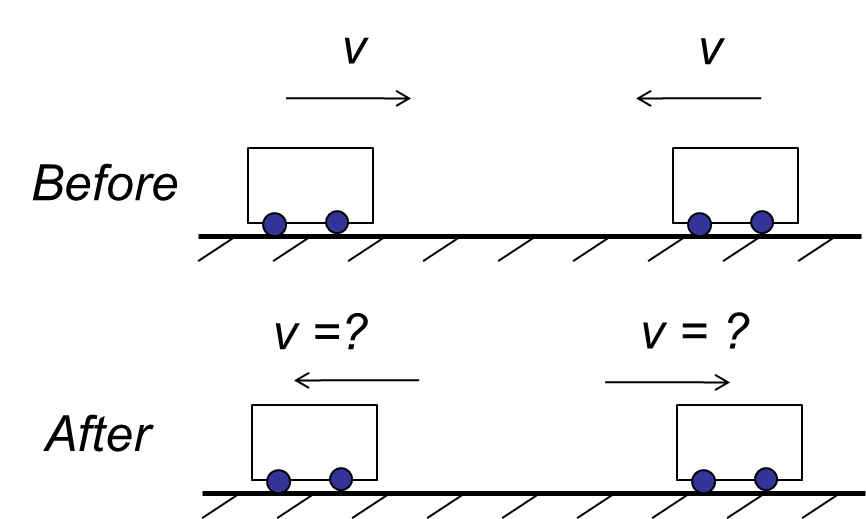 v v
Before
v =? v = ?
After